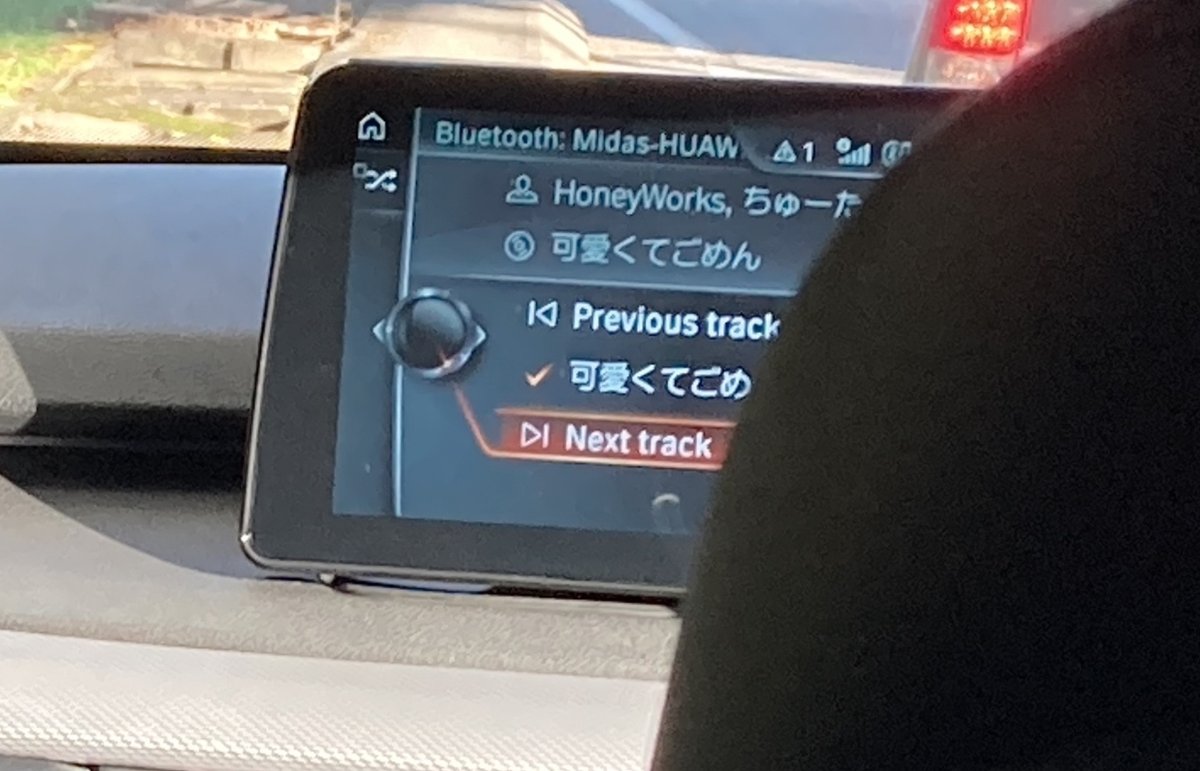 Bluetooth: Midas-HUAW
1
HoneyWorks, ちゅーた
可愛くてごめん
Previous track
可愛くてごめ
Next track